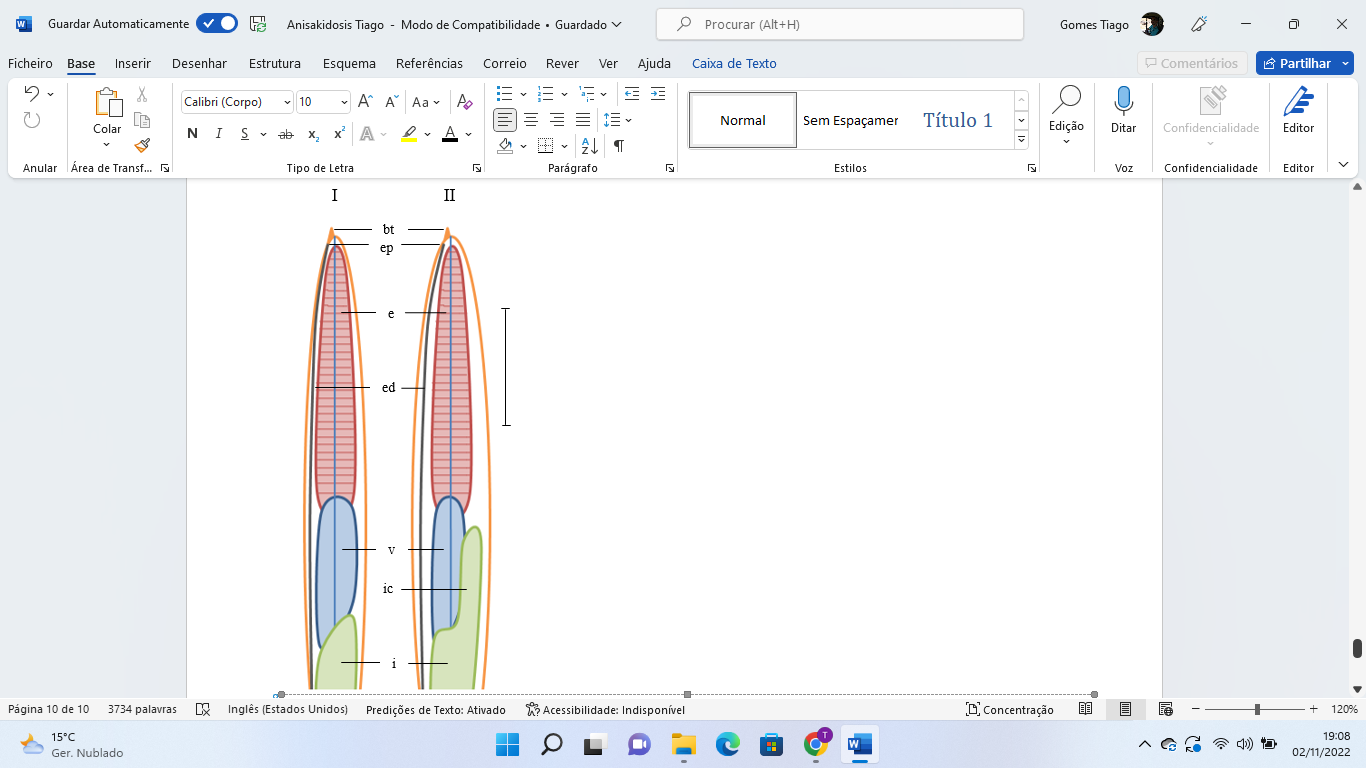 Guardar Automaticamente
Anisakidosis Tiago - Modo de Compatibilidade • Guardado
Procurar (Alt+H)
Gomes Tiago
Ficheiro Base Inserir Desenhar Estrutura Esquema Referências Correio Rever Ver Ajuda Caixa de Texto
Comentários Partilhar
Colar
Calibri (Corpo) 10
Aa
N I S ab x₂ x² A A
Normal
Sem Espaçamer
Título 1
Edição
Ditar
Confidencialidade
Editor
Anular Área de Transf... Tipo de Letra Parágrafo Estilos Voz Confidencialidade Editor
I II
bt
ep
e
ed
v
ic
i
Página 10 de 10 3734 palavras Inglês (Estados Unidos) Predições de Texto: Ativado Acessibilidade: Indisponível Concentração 120%
15°C
Ger. Nublado
T
19:08
02/11/2022